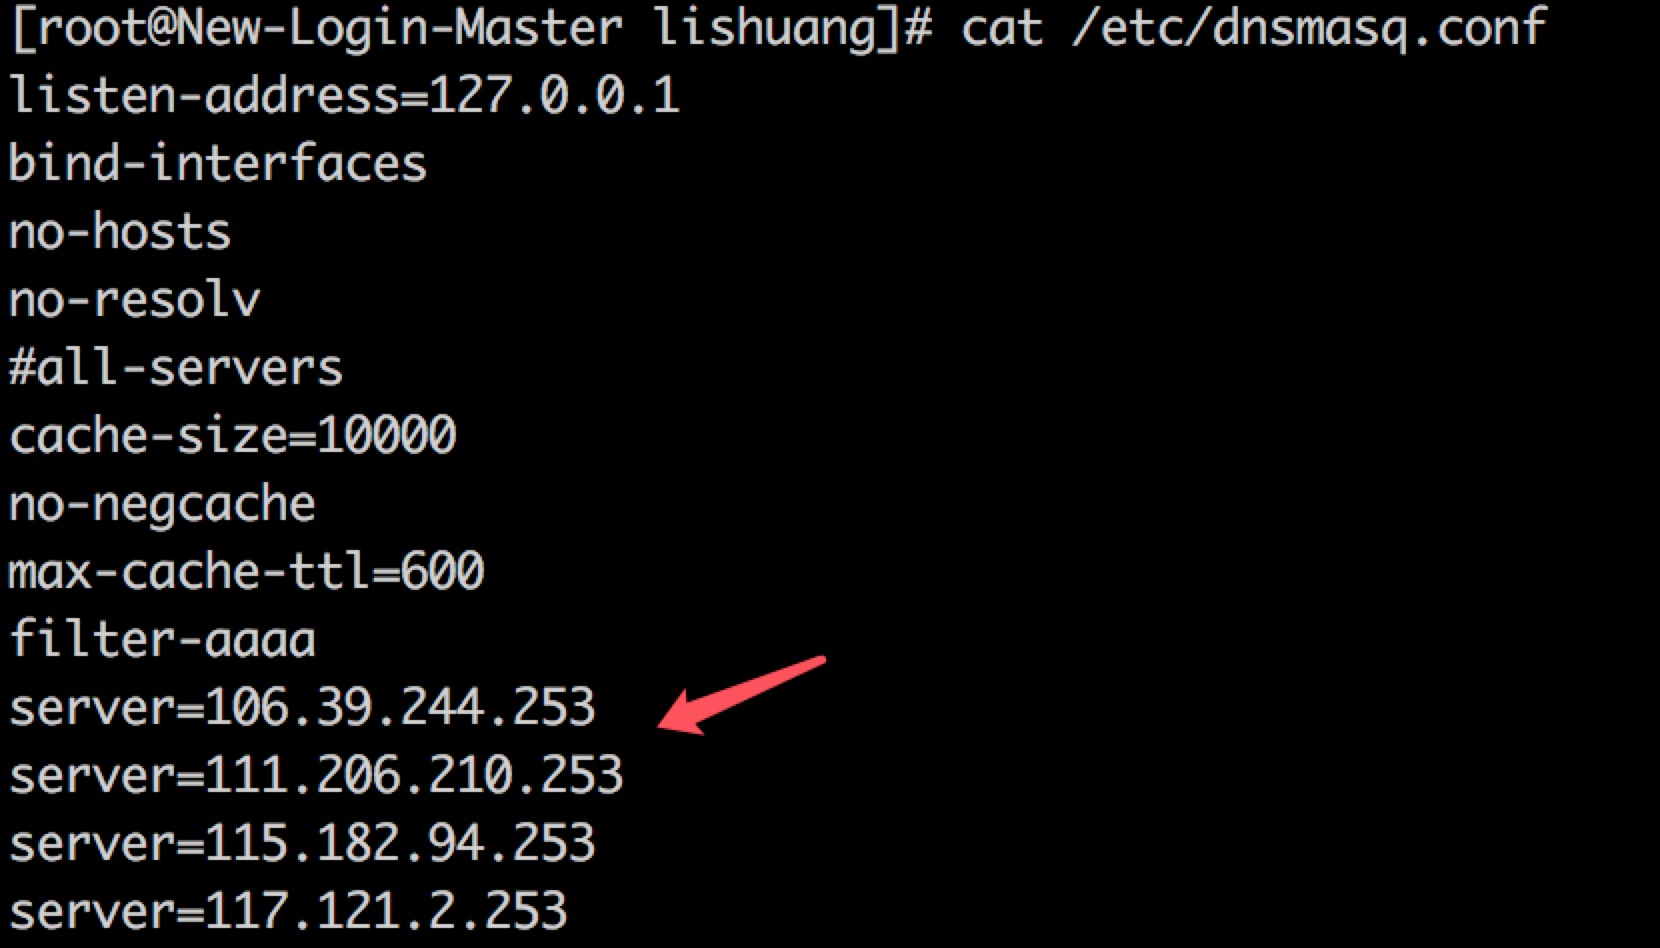 [root@New-Login-Master lishuang]# cat /etc/dnsmasq.conf
listen-address=127.0.0.1
bind-interfaces
no-hosts
no-resolv
#all-servers
cache-size=10000
no-negcache
max-cache-ttl=600
filter-aaaa
server=106.39.244.253
server=111.206.210.253
server=115.182.94.253
server=117.121.2.253